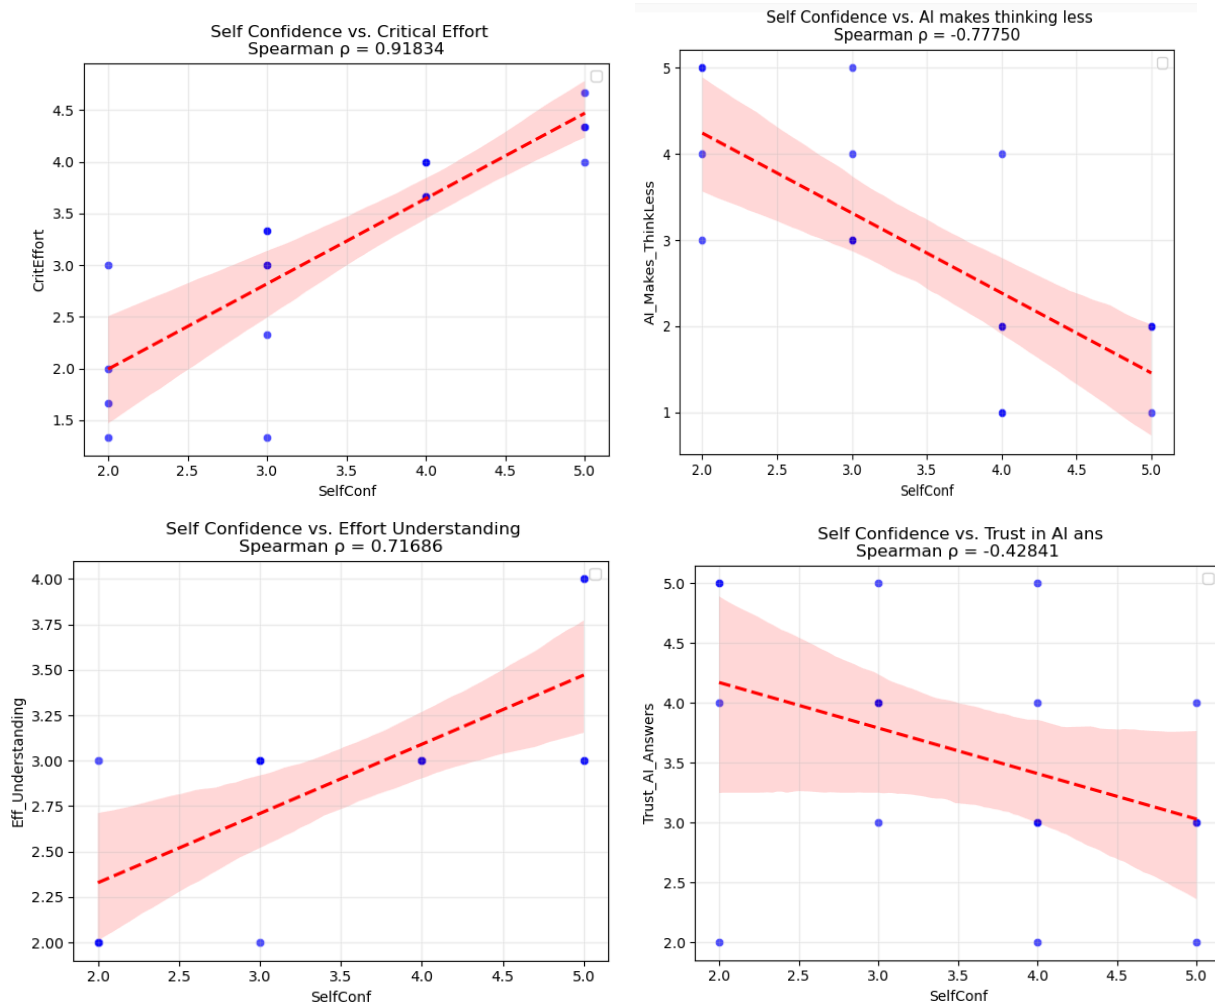 Self Confidence vs. Critical Effort
Spearman ρ = 0.91834
CritEffort
4.5
4.0
3.5
3.0
2.5
2.0
1.5
2.0 2.5 3.0 3.5 4.0 4.5 5.0
SelfConf
Self Confidence vs. AI makes thinking less
Spearman ρ = -0.77750
AI_Makes_ThinkLess
5
4
3
2
1
2.0 2.5 3.0 3.5 4.0 4.5 5.0
SelfConf
Self Confidence vs. Effort Understanding
Spearman ρ = 0.71686
Eff_Understanding
4.00
3.75
3.50
3.25
3.00
2.75
2.50
2.25
2.00
2.0 2.5 3.0 3.5 4.0 4.5 5.0
SelfConf
Self Confidence vs. Trust in AI ans
Spearman ρ = -0.42841
Trust_AI_Answers
5.0
4.5
4.0
3.5
3.0
2.5
2.0
2.0 2.5 3.0 3.5 4.0 4.5 5.0
SelfConf